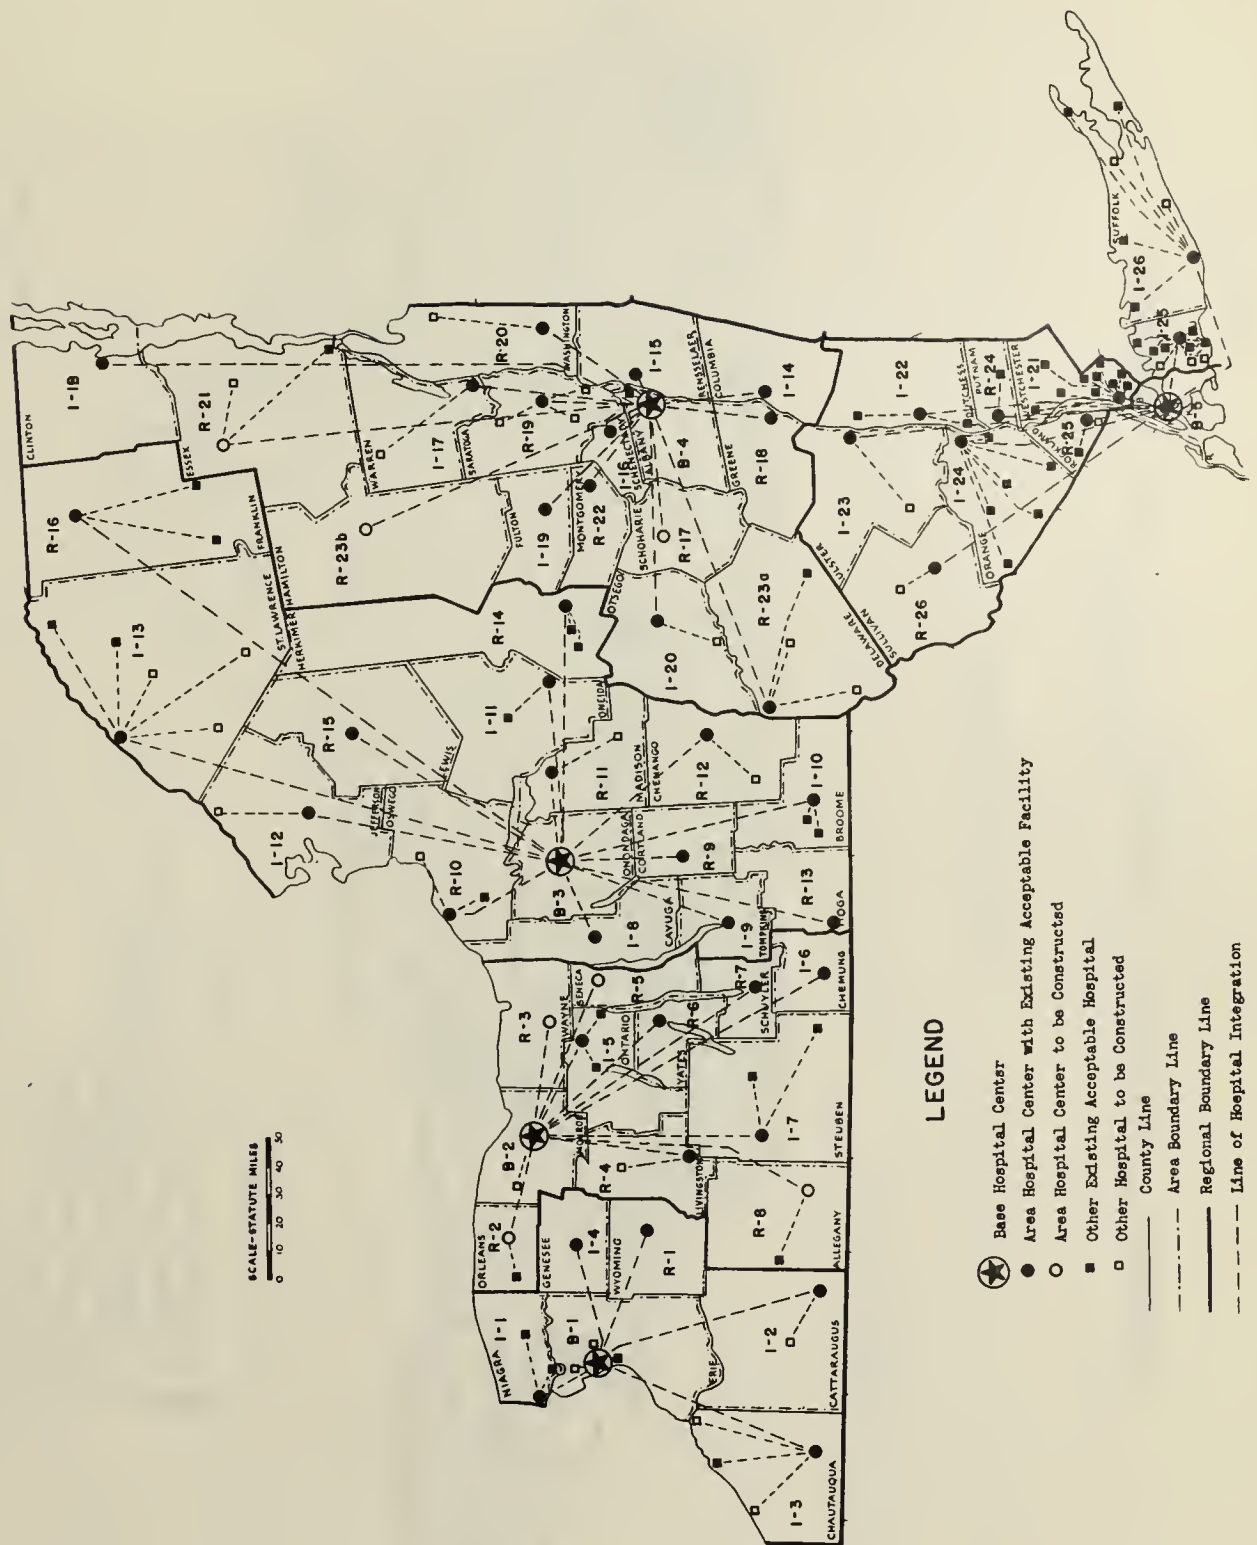 CLINTON
I-18
R-16
R-21
ESSEX
FRANKLIN
ST. LAWRENCE
HAMILTON
HERKIMER
I-13
R-23b
WARREN
I-17
SARATOGA
R-20
WASHINGTON
R-19
FULTON
I-19
MONTGOMERY
R-22
I-16
SCHENECTADY
ALBANY
I-15
RENSSELAER
COLUMBIA
B-4
I-14
GREENE
R-18
SCHOHARIE
R-17
OTSEGO
I-20
R-23a
DELAWARE
SULLIVAN
ULSTER
I-23
R-26
I-22
DUTCHESS
PUTNAM
R-24
WESTCHESTER
I-21
I-24
ORANGE
ROCKLAND
R-25
B-5
I-25
I-26
SUFFOLK
R-14
R-15
LEWIS
I-11
ONEIDA
I-12
JEFFERSON
OSWEGO
R-10
B-3
R-11
MADISON
CHENANGO
R-12
ONONDAGA
CORTLAND
R-9
I-10
BROOME
I-8
CAYUGA
I-9
TOMPKINS
R-13
TIOGA
R-3
WAYNE
SENECA
R-5
R-7
SCHUYLER
I-6
CHEMUNG
I-5
ONTARIO
R-6
YATES
I-7
STEUBEN
B-2
MONROE
R-4
LIVINGSTON
R-8
ALLEGANY
ORLEANS
R-2
GENESEE
I-4
WYOMING
R-1
NIAGRA
I-1
B-1
ERIE
I-2
CATTARAUGUS
I-3
CHAUTAUQUA
SCALE-STATUTE MILES
0 10 20 30 40 50
LEGEND
Base Hospital Center
Area Hospital Center with Existing Acceptable Facility
Area Hospital Center to be Constructed
Other Existing Acceptable Hospital
Other Hospital to be Constructed
County Line
Area Boundary Line
Regional Boundary Line
Line of Hospital Integration